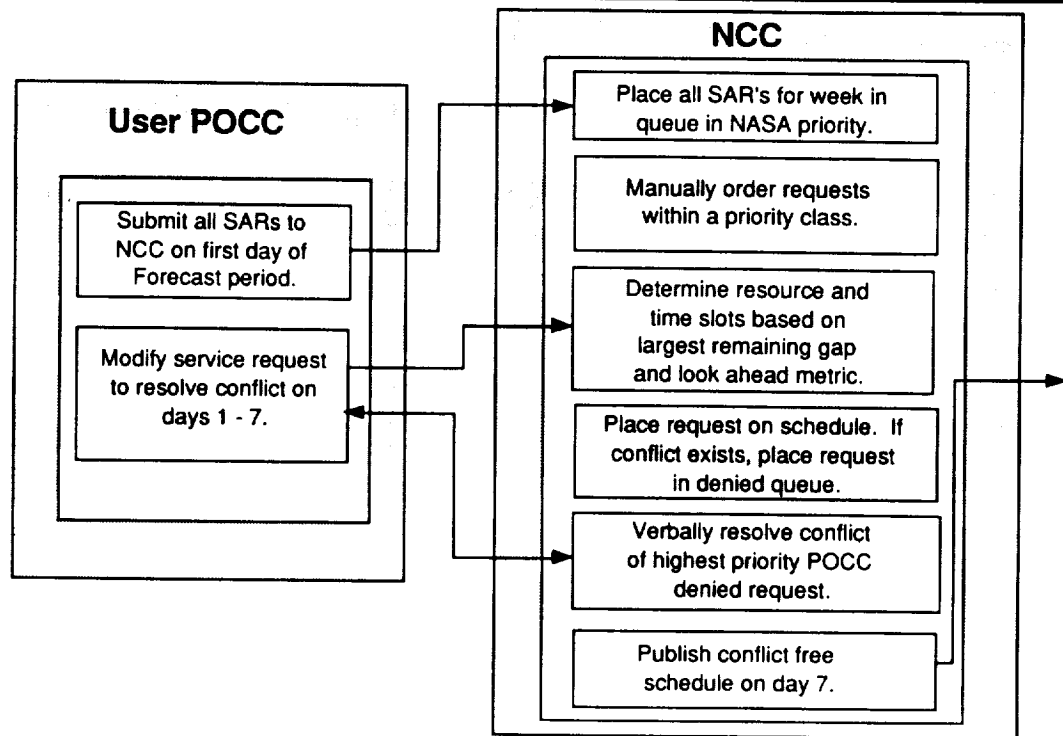 User POCC
Submit all SARs to
NCC on first day of
Forecast period.
Modify service request
to resolve conflict on
days 1 - 7.
NCC
Place all SAR's for week in
queue in NASA priority.
Manually order requests
within a priority class.
Determine resource and
time slots based on
largest remaining gap
and look ahead metric.
Place request on schedule. If
conflict exists, place request
in denied queue.
Verbally resolve conflict
of highest priority POCC
denied request.
Publish conflict free
schedule on day 7.